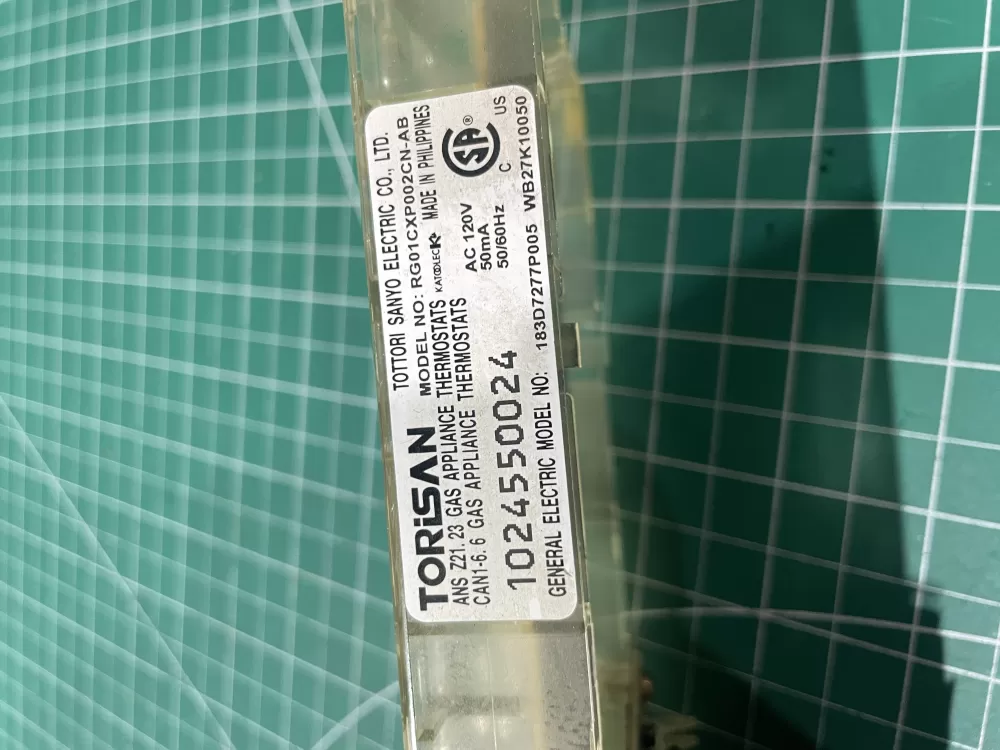 TORiSAN
TOTTORI SANYO ELECTRIC CO., LTD.
MODEL NO: RG01CXP002CN-AB
ANS Z21.23 GAS APPLIANCE THERMOSTATS
KATOOLEC K
MADE IN PHILIPPINES
CAN1-6.6 GAS APPLIANCE THERMOSTATS
1024550024
AC 120V
50mA
50/60Hz
SA®
C US
GENERAL ELECTRIC MODEL NO: 183D7277P005 WB27K10050